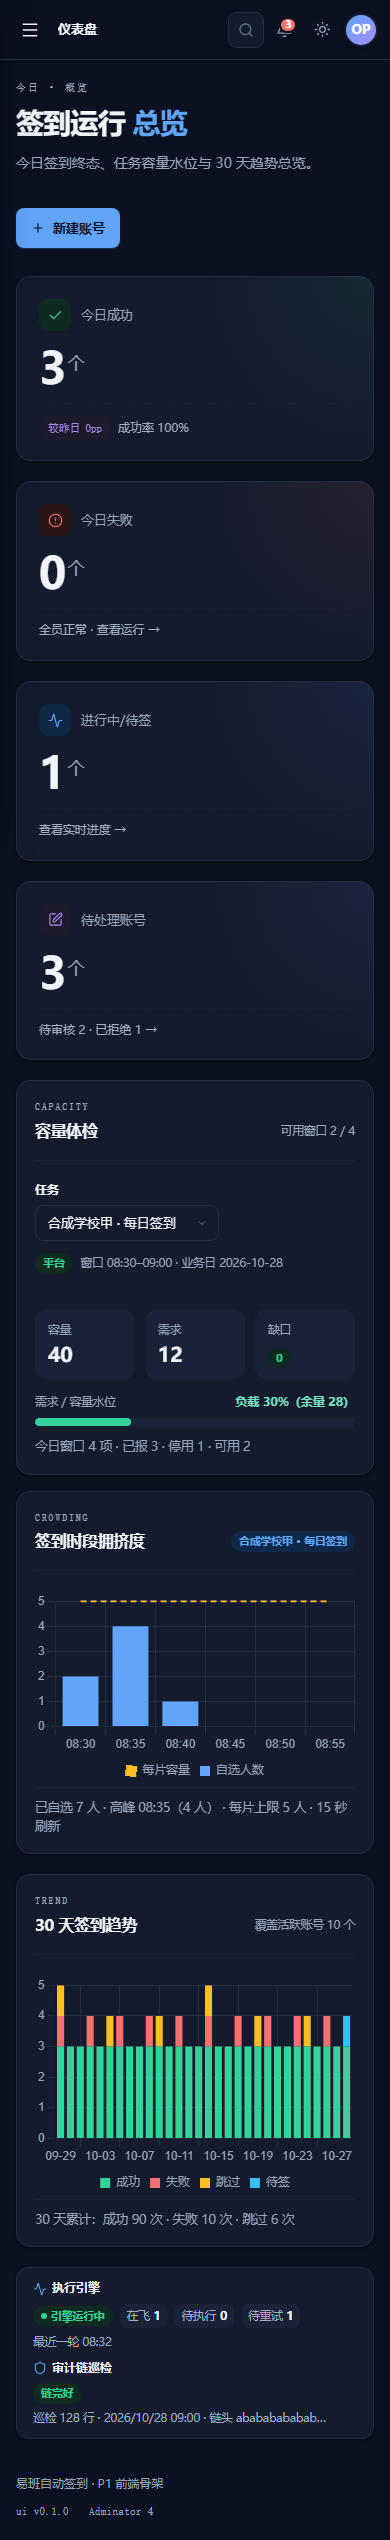 仪表盘
3
OP
今日 • 概览
签到运行 总览
今日签到终态、任务容量水位与 30 天趋势总览。
+ 新建账号
今日成功
3个
较昨日 0pp 成功率 100%
今日失败
0个
全员正常 · 查看运行 →
进行中/待签
1个
查看实时进度 →
待处理账号
3个
待审核 2 · 已拒绝 1 →
CAPACITY
容量体检 可用窗口 2 / 4
任务
合成学校甲 · 每日签到
平台 窗口 08:30–09:00 · 业务日 2026-10-28
容量 需求 缺口
40 12 0
需求 / 容量水位 负载 30%（余量 28）
今日窗口 4 项 · 已报 3 · 停用 1 · 可用 2
CROWDING
签到时段拥挤度 合成学校甲 • 每日签到
5
4
3
2
1
0
08:30 08:35 08:40 08:45 08:50 08:55
每片容量 自选人数
已自选 7 人 · 高峰 08:35（4 人） · 每片上限 5 人 · 15 秒
刷新
TREND
30 天签到趋势 覆盖活跃账号 10 个
5
4
3
2
1
0
09-29 10-03 10-07 10-11 10-15 10-19 10-23 10-27
成功 失败 跳过 待签
30 天累计：成功 90 次 · 失败 10 次 · 跳过 6 次
执行引擎
引擎运行中 在飞 1 待执行 0 待重试 1
最近一轮 08:32
审计链巡检
链完好
巡检 128 行 · 2026/10/28 09:00 · 链头 abababababab…
易班自动签到 · P1 前端骨架
ui v0.1.0 Adminator 4